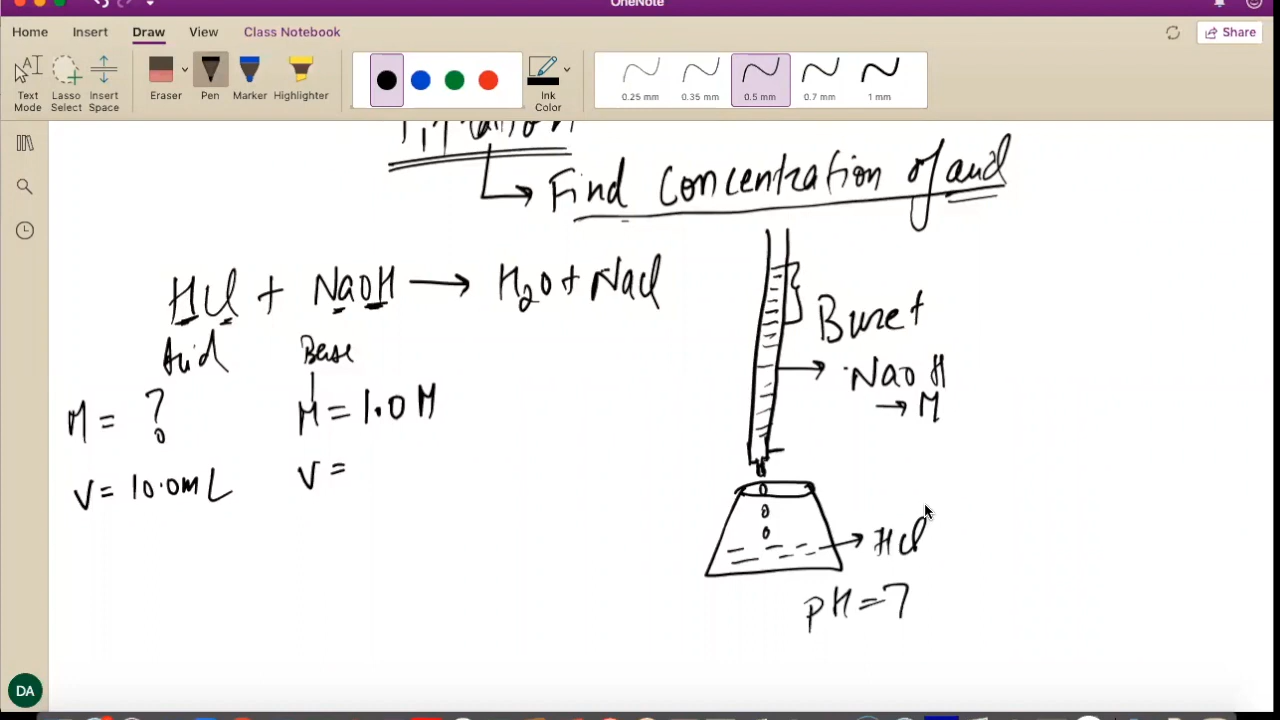 OneNote
Home Insert Draw View Class Notebook
Share
Text Mode
Lasso Select
Insert Space
Eraser
Pen
Marker
Highlighter
Ink Color
0.25 mm
0.35 mm
0.5 mm
0.7 mm
1 mm
Titration
Find Concentration of acid
HCl + NaOH → H2O + NaCl
Acid
Base
M = ?
M = 1.0 M
V = 10.0mL
V =
Buret
NaOH
→ M
HCl
pH = 7
DA